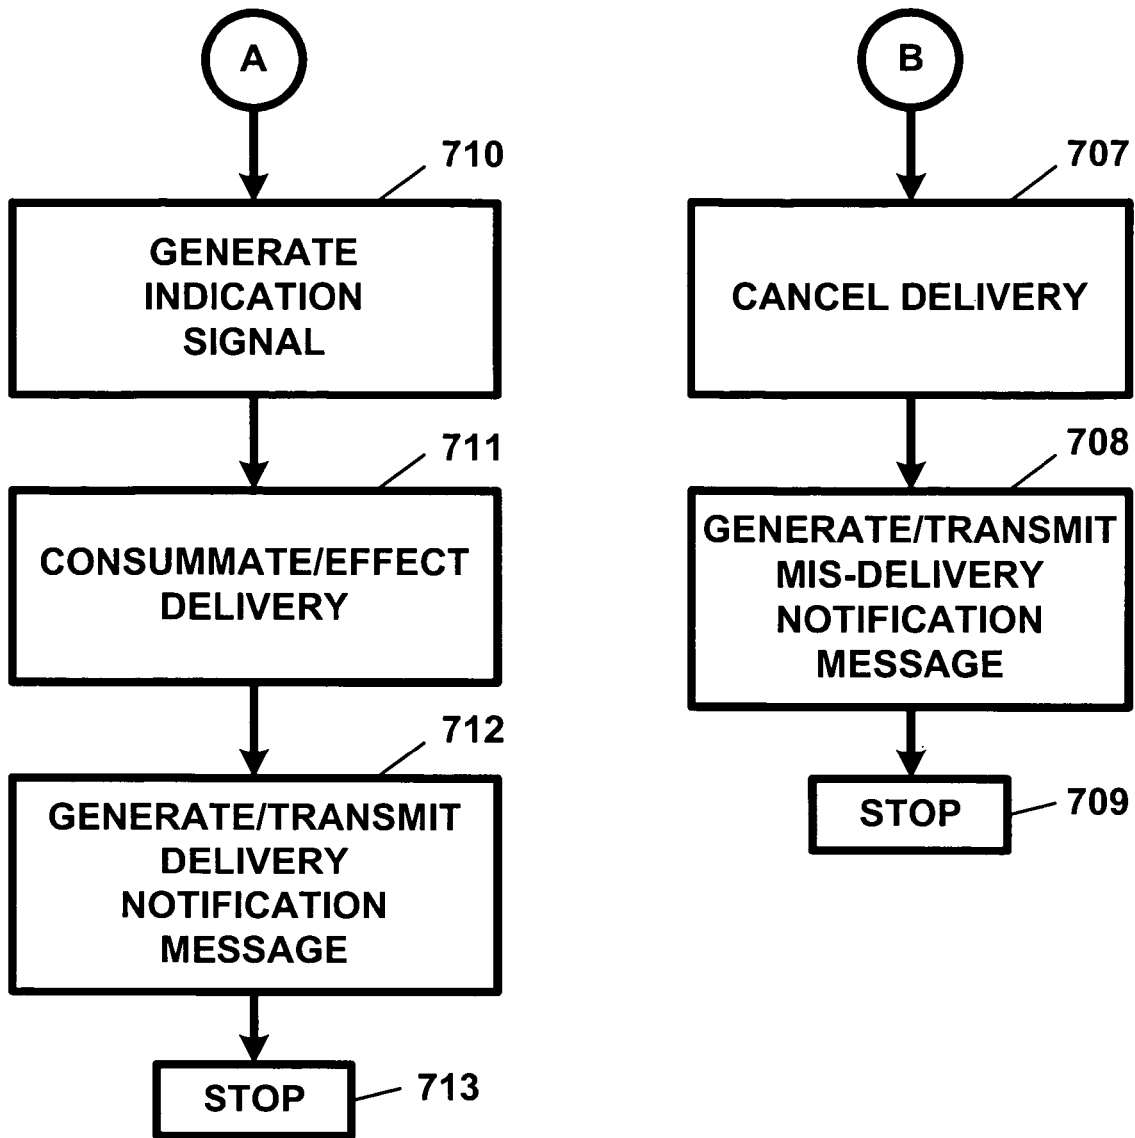 A
710
GENERATE
INDICATION
SIGNAL
711
CONSUMMATE/EFFECT
DELIVERY
712
GENERATE/TRANSMIT
DELIVERY
NOTIFICATION
MESSAGE
STOP
713
B
707
CANCEL DELIVERY
708
GENERATE/TRANSMIT
MIS-DELIVERY
NOTIFICATION
MESSAGE
STOP
709